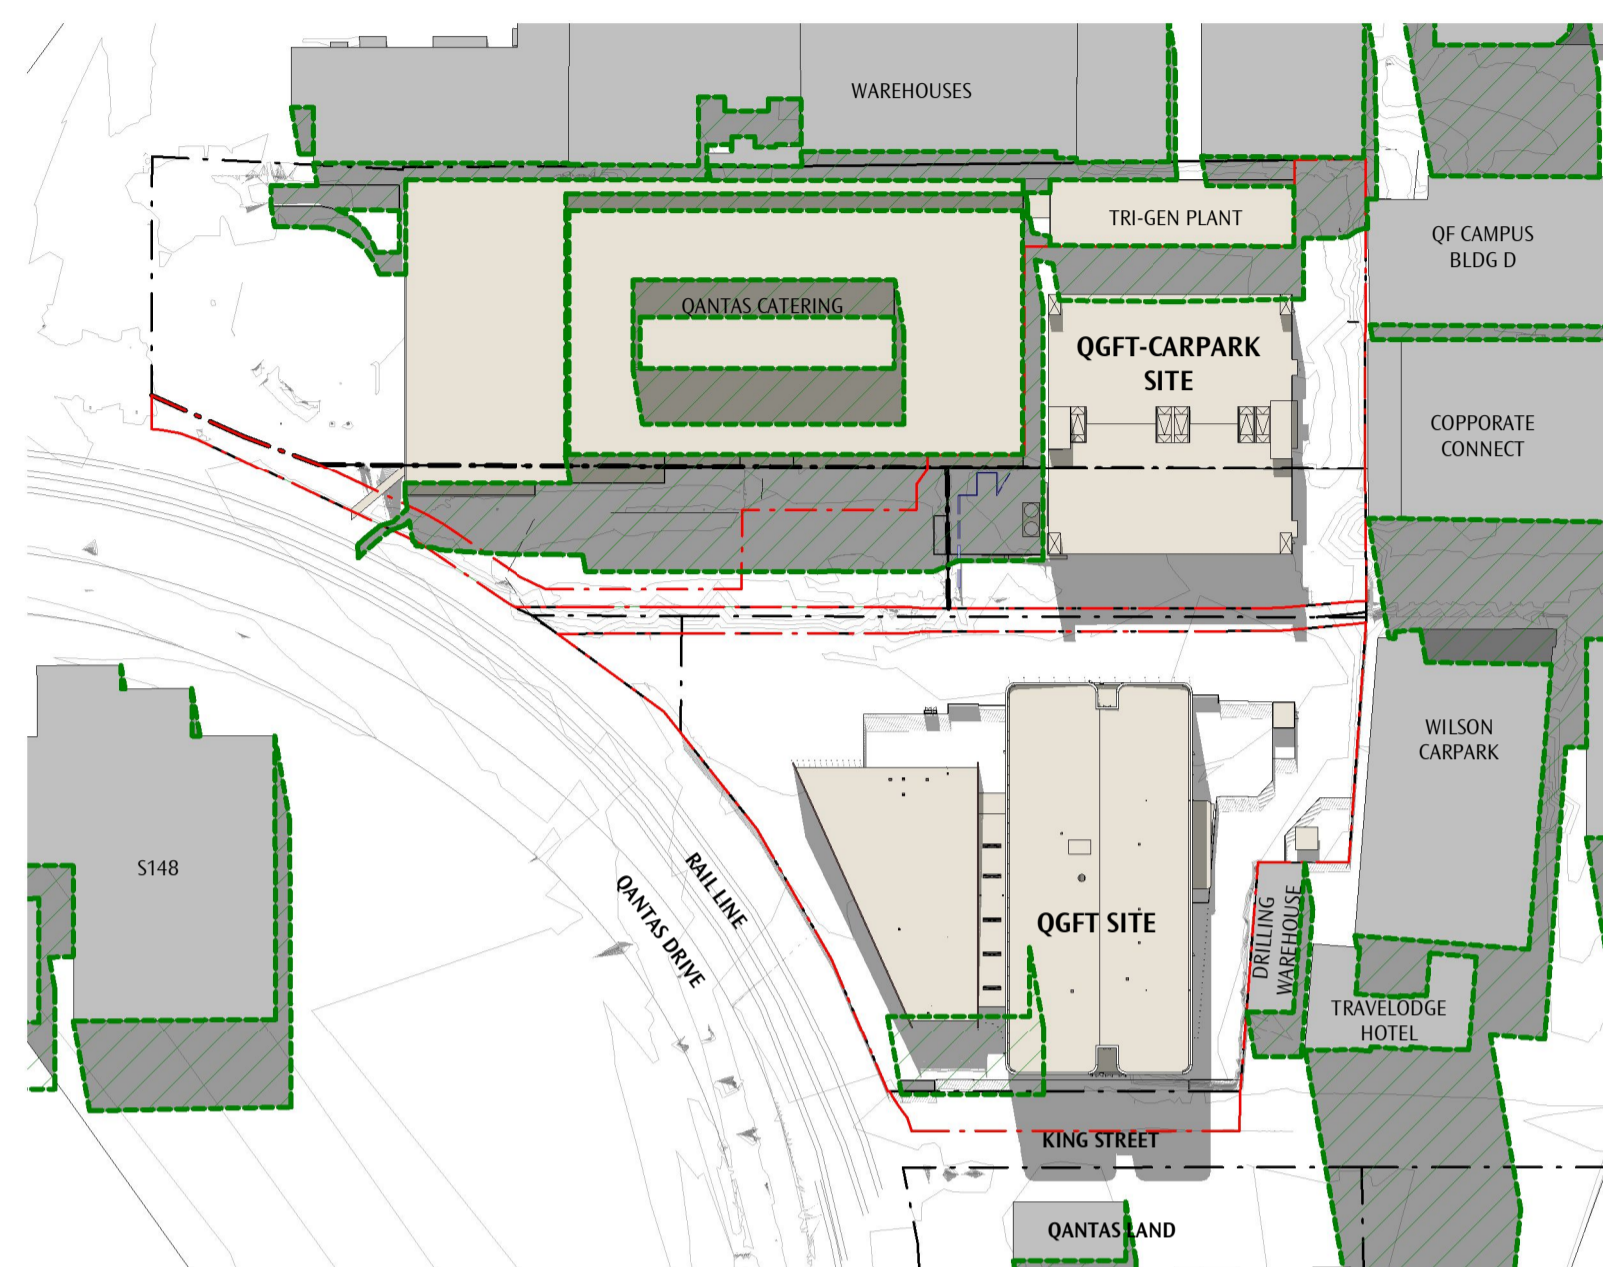 WAREHOUSES
TRI-GEN PLANT
QF CAMPUS
BLDG D
QANTAS CATERING
QGFT-CARPARK
SITE
COPPORATE
CONNECT
WILSON
CARPARK
S148
RAIL LINE
QANTAS DRIVE
QGFT SITE
DRILLING
WAREHOUSE
TRAVELODGE
HOTEL
KING STREET
QANTAS LAND